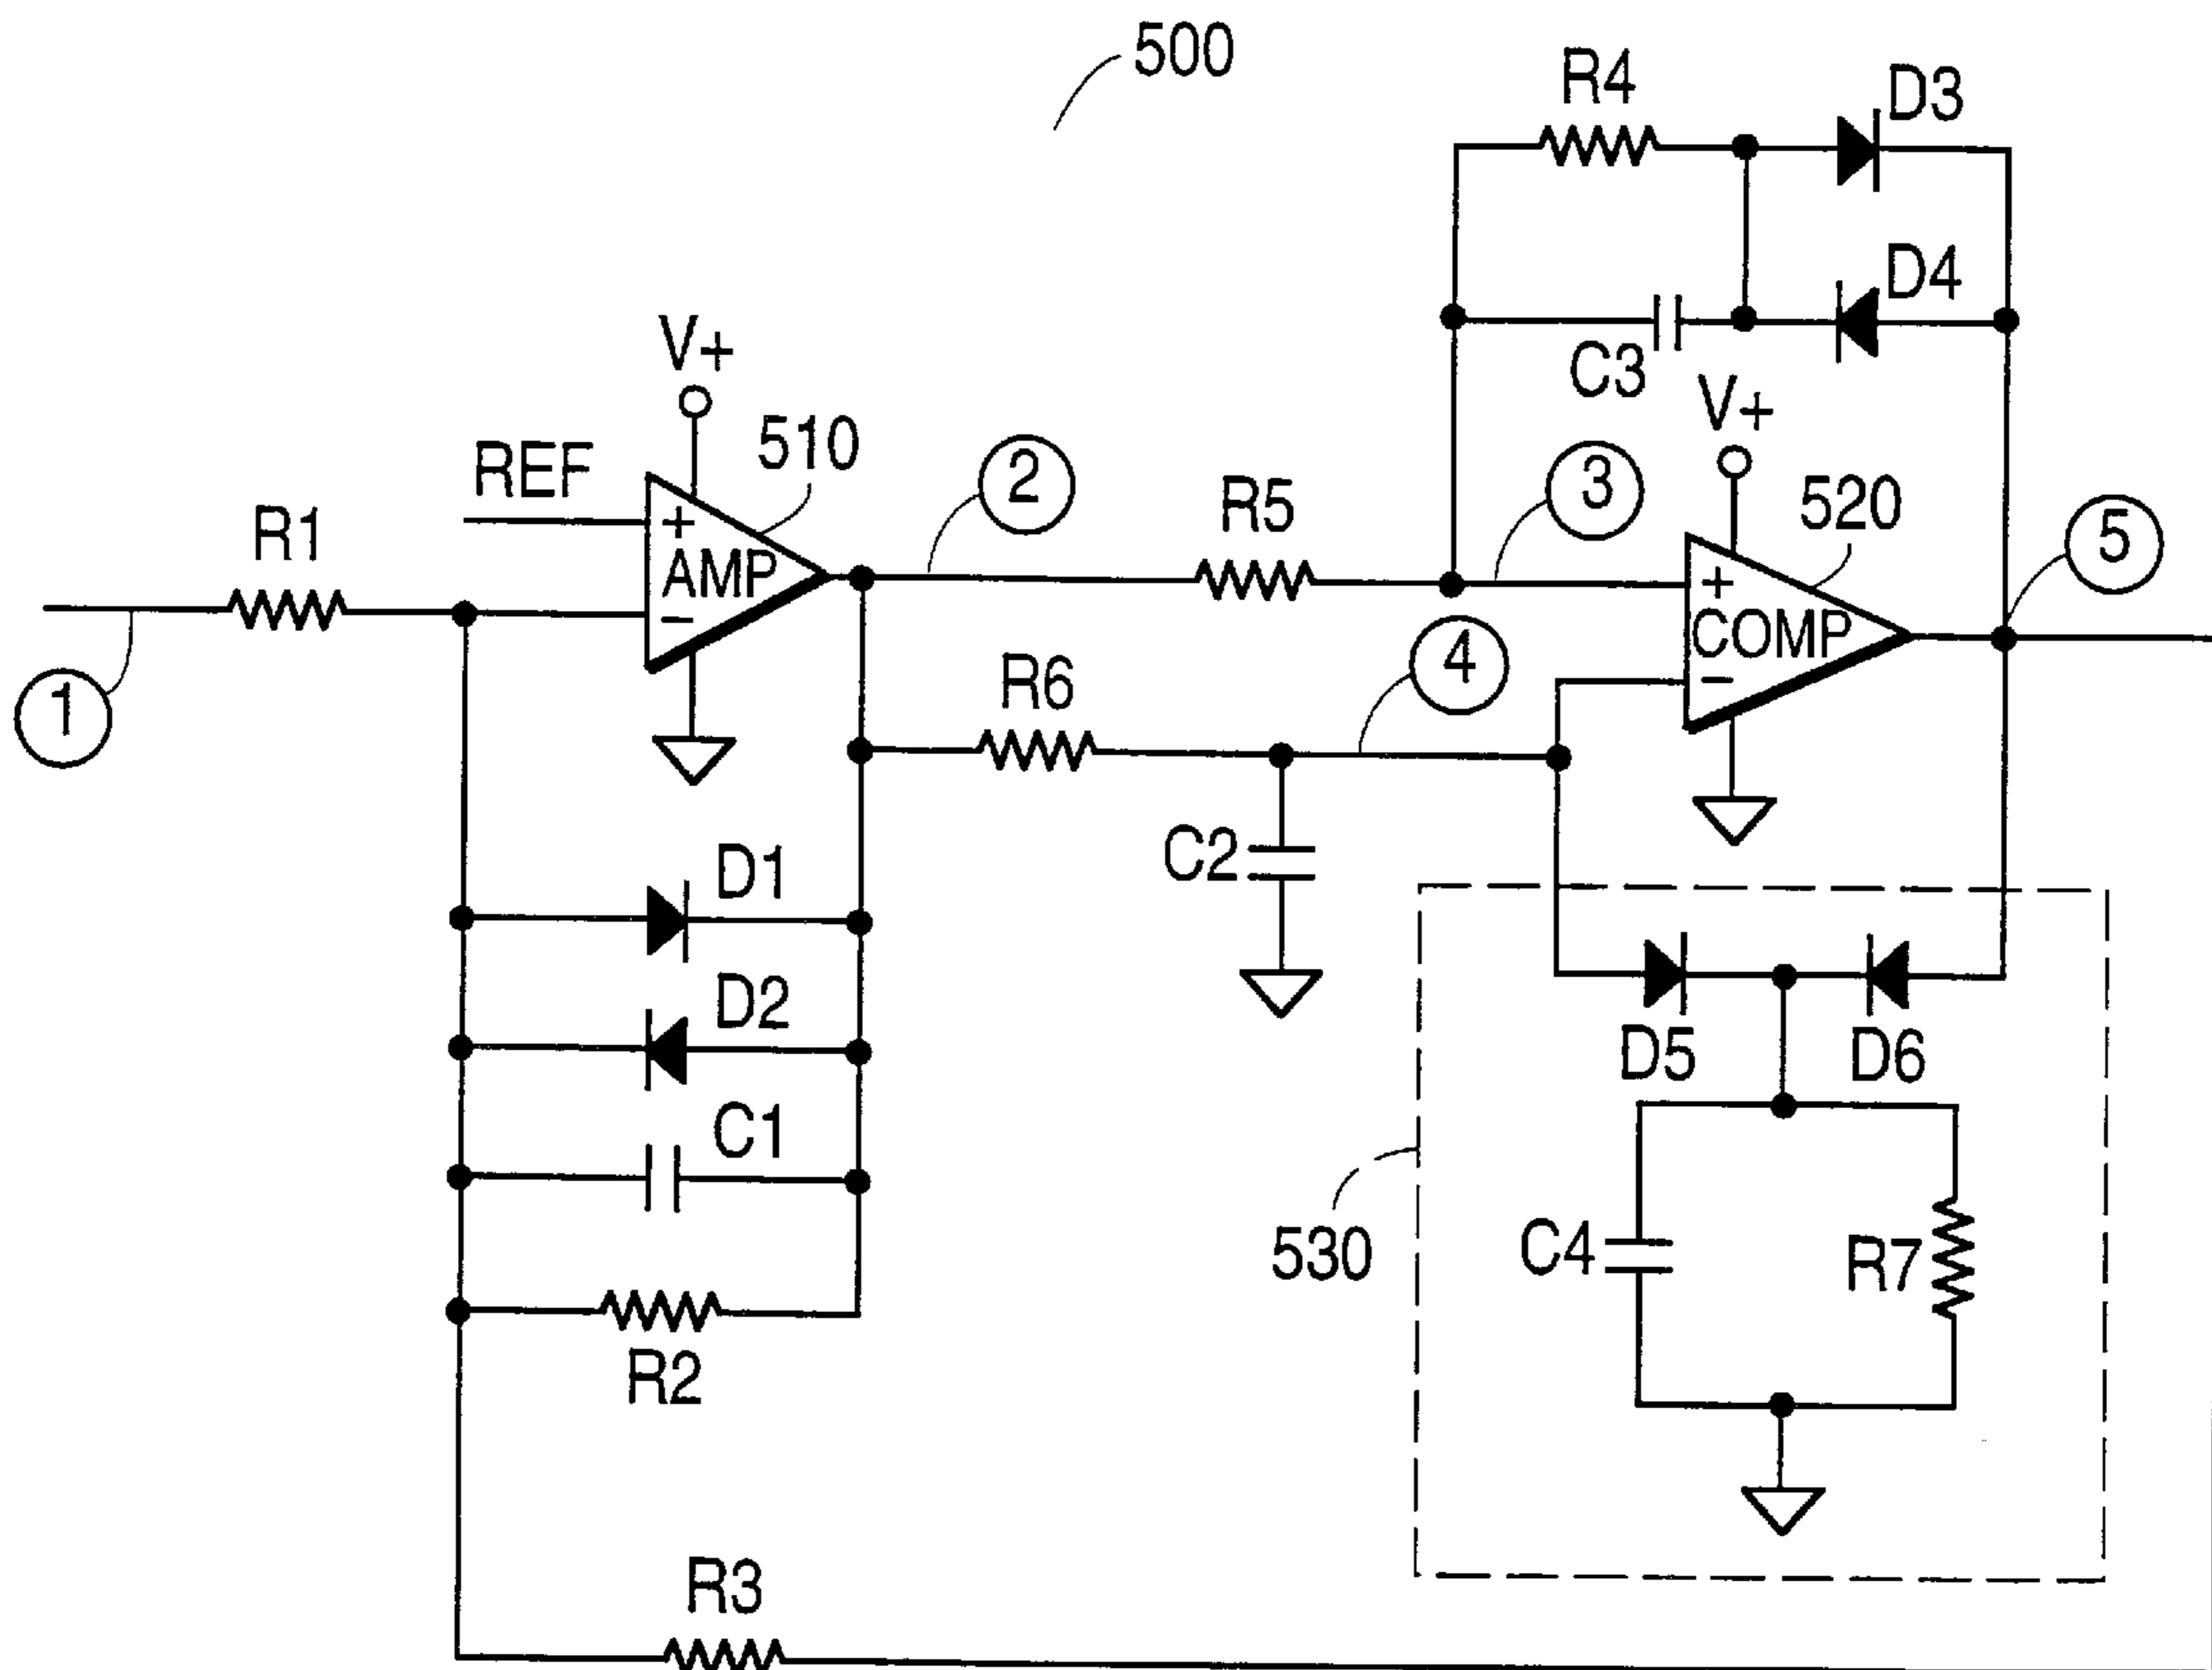 500
R4
D3
D4
C3
V+
V+
REF
510
2
R5
3
520
5
R1
+
AMP
-
+
COMP
-
1
R6
4
C2
D1
D2
D5
D6
C1
530
C4
R7
R2
R3